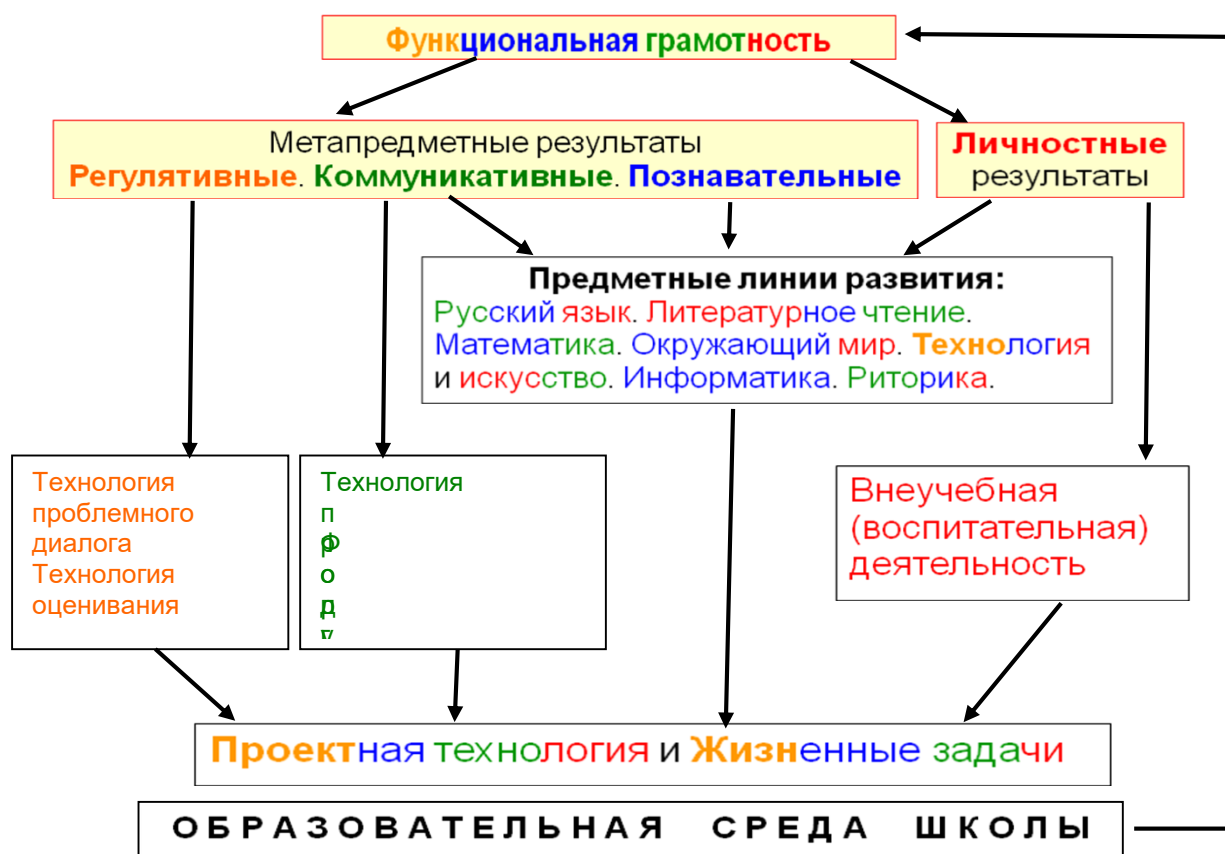 Функциональная грамотность
Метапредметные результаты
Регулятивные. Коммуникативные. Познавательные
Личностные
результаты
Предметные линии развития:
Русский язык. Литературное чтение.
Математика. Окружающий мир. Технология
и искусство. Информатика. Риторика.
Технология
проблемного
диалога
Технология
оценивания
Технология
п
о
Внеучебная
(воспитательная)
деятельность
Проектная технология и Жизненные задачи
ОБРАЗОВАТЕЛЬНАЯ СРЕДА ШКОЛЫ